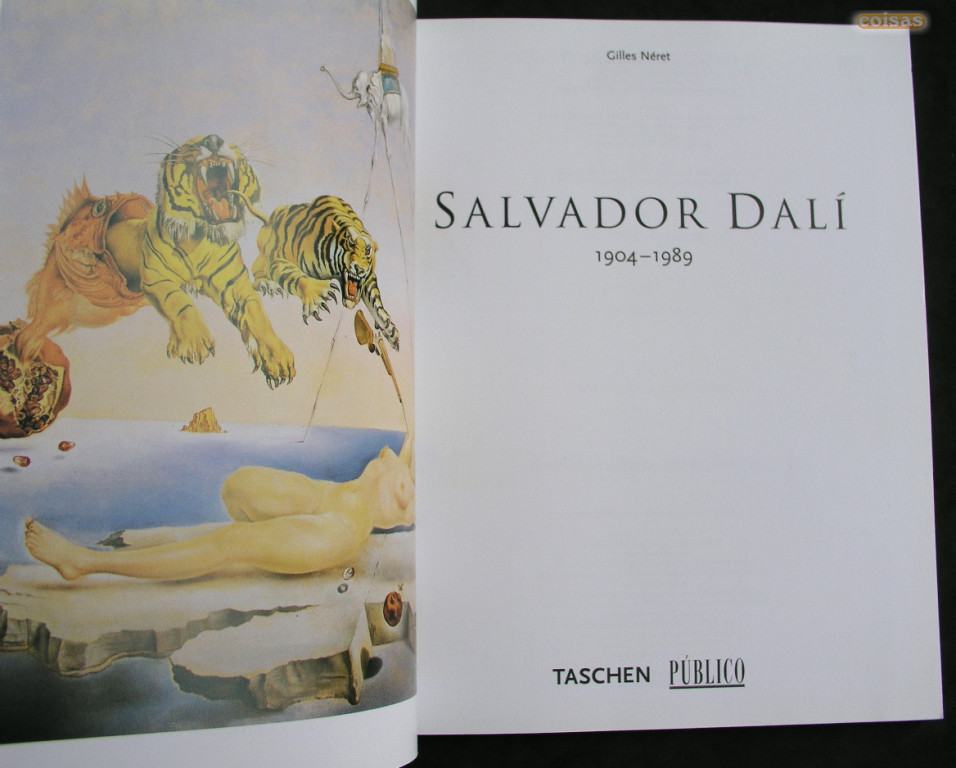 coisas
Gilles Néret
SALVADOR DALÍ
1904–1989
TASCHEN PÚBLICO